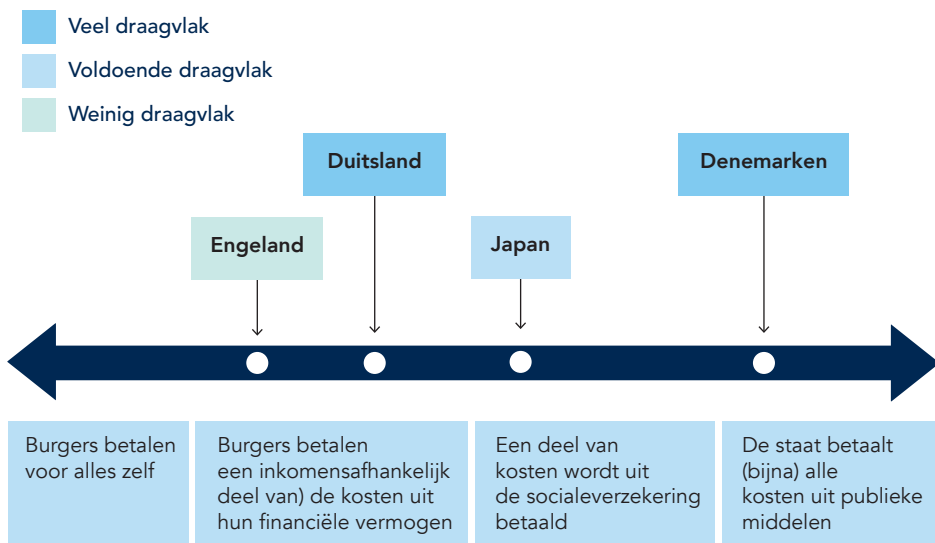 Veel draagvlak
Voldoende draagvlak
Weinig draagvlak
Duitsland
Denemarken
Engeland
Japan
Burgers betalen
voor alles zelf
Burgers betalen
een inkomensafhankelijk
deel van) de kosten uit
hun financiële vermogen
Een deel van
kosten wordt uit
de socialeverzekering
betaald
De staat betaalt
(bijna) alle
kosten uit publieke
middelen